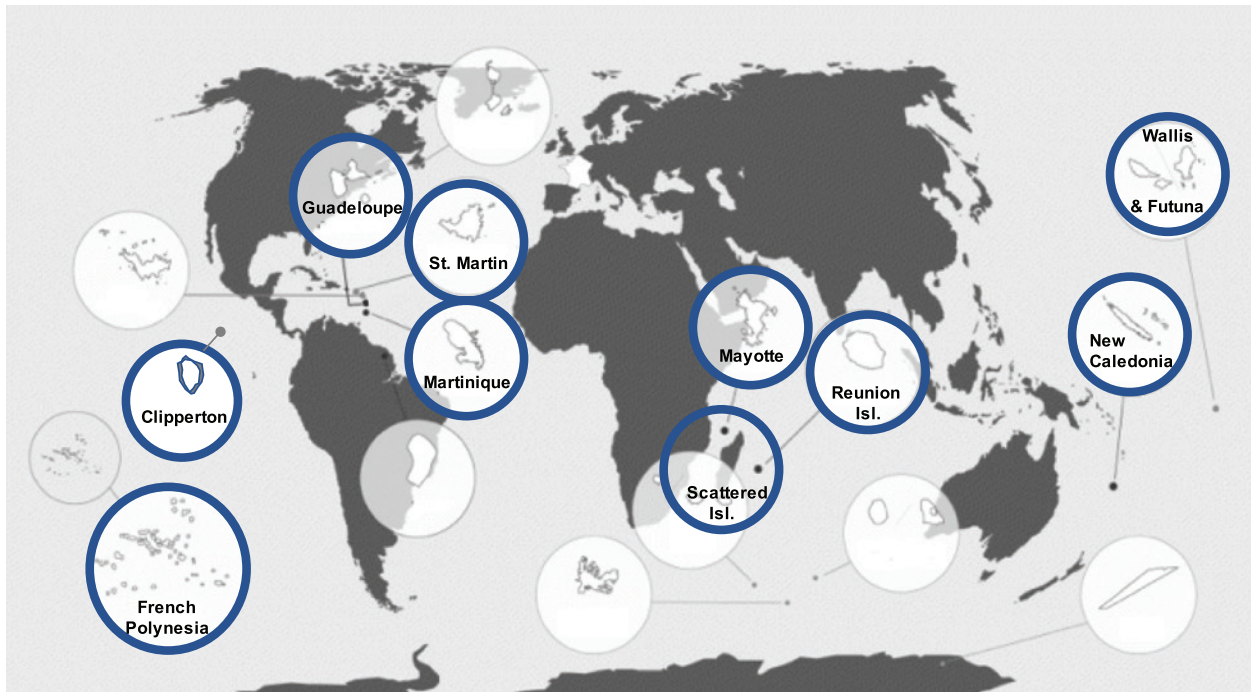 Wallis
& Futuna
Guadeloupe
St. Martin
Mayotte
New
Caledonia
Martinique
Reunion
Isl.
Clipperton
Scattered
Isl.
French
Polynesia